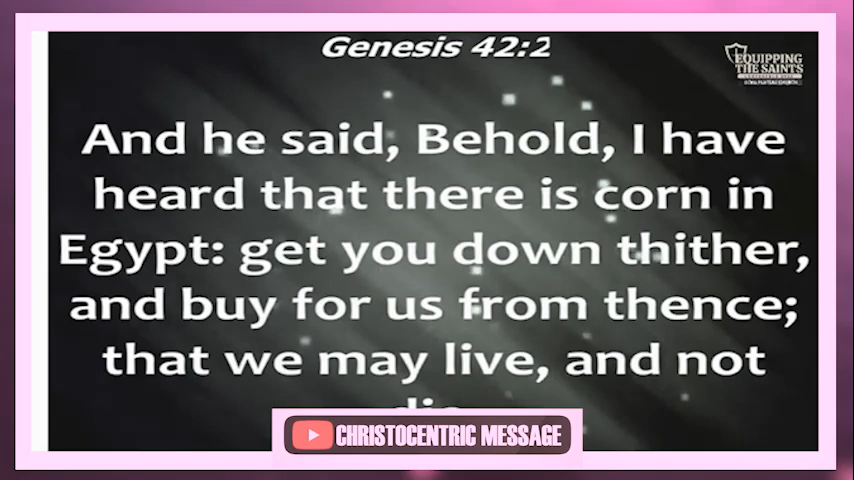 Genesis 42:2
EQUIPPING
THE SAINTS
And he said, Behold, I have
heard that there is corn in
Egypt: get you down thither,
and buy for us from thence;
that we may live, and not
CHRISTOCENTRIC MESSAGE